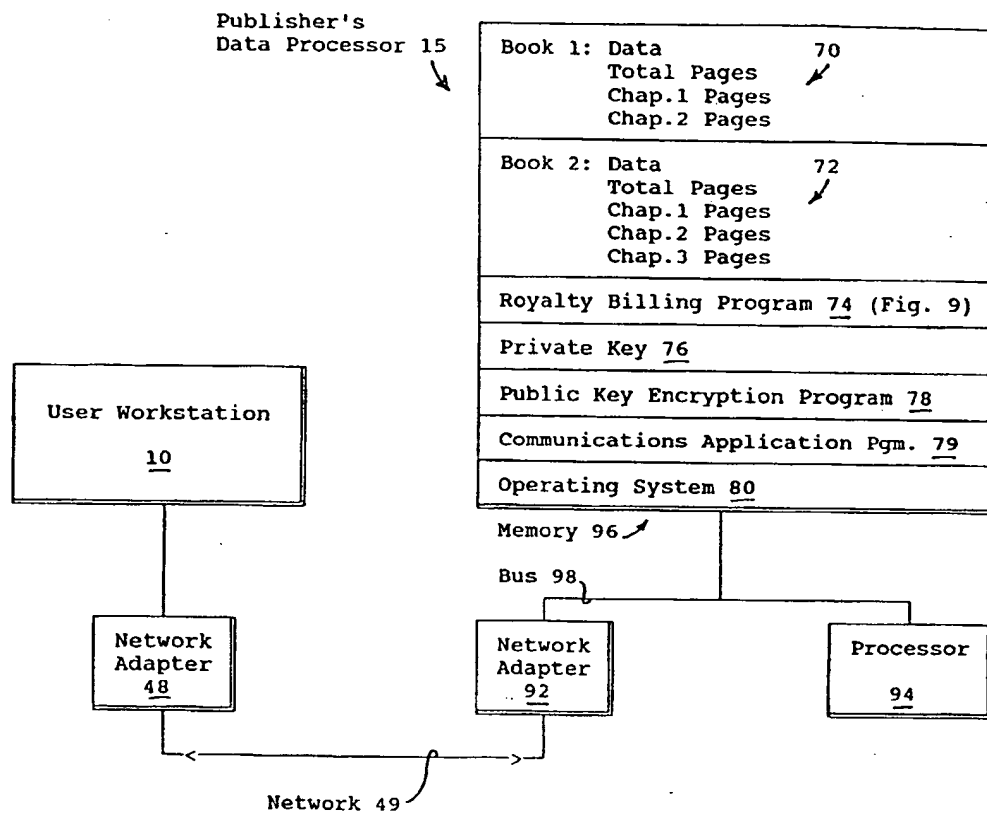 Publisher's
Data Processor 15
Book 1: Data 70
Total Pages
Chap.1 Pages
Chap.2 Pages
Book 2: Data 72
Total Pages
Chap.1 Pages
Chap.2 Pages
Chap.3 Pages
Royalty Billing Program 74 (Fig. 9)
Private Key 76
Public Key Encryption Program 78
Communications Application Pgm. 79
Operating System 80
User Workstation
10
Memory 96
Bus 98
Network
Adapter
48
Network
Adapter
92
Processor
94
Network 49